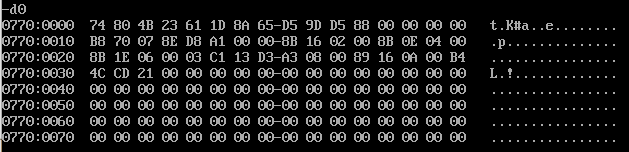 -d0
0770:0000  74 80 4B 23 61 1D 8A 65-D5 9D D5 88 00 00 00 00   t.K#a..e........
0770:0010  B8 70 07 8E D8 A1 00 00-8B 16 02 00 8B 0E 04 00   .p..............
0770:0020  8B 1E 06 00 03 C1 13 D3-A3 08 00 89 16 0A 00 B4   ................
0770:0030  4C CD 21 00 00 00 00 00-00 00 00 00 00 00 00 00   L.!.............
0770:0040  00 00 00 00 00 00 00 00-00 00 00 00 00 00 00 00   ................
0770:0050  00 00 00 00 00 00 00 00-00 00 00 00 00 00 00 00   ................
0770:0060  00 00 00 00 00 00 00 00-00 00 00 00 00 00 00 00   ................
0770:0070  00 00 00 00 00 00 00 00-00 00 00 00 00 00 00 00   ................